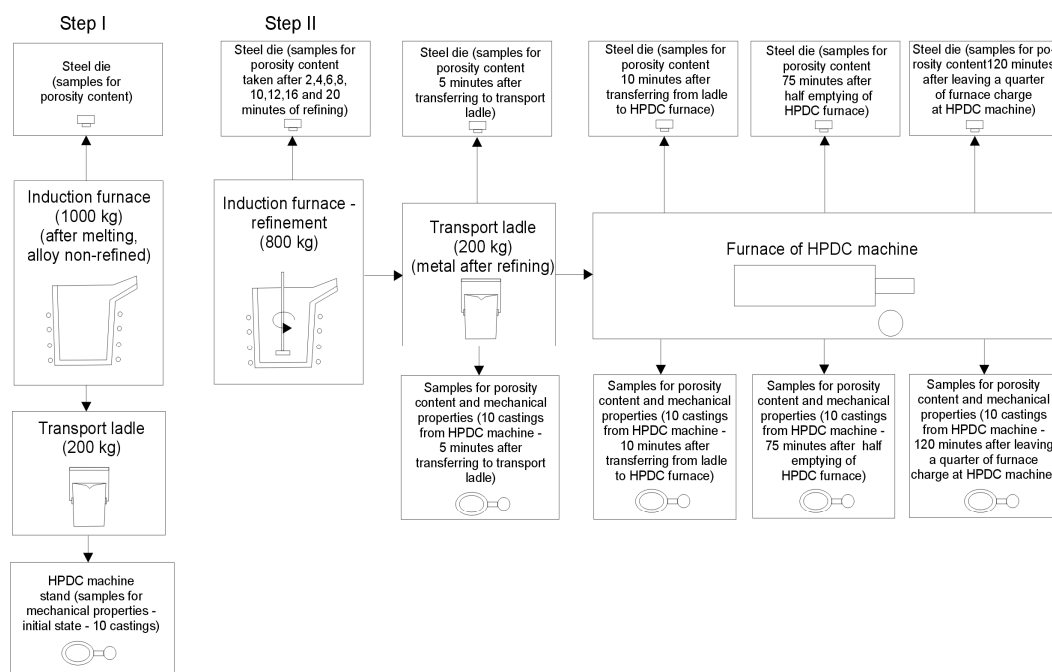 Step I
Steel die
(samples for
porosity content)
Induction furnace
(1000 kg)
(after melting,
alloy non-refined)
Transport ladle
(200 kg)
HPDC machine
stand (samples for
mechanical properties -
initial state - 10 castings)
Step II
Steel die (samples for
porosity content
taken after 2,4,6,8,
10,12,16 and 20
minutes of refining)
Induction furnace -
refinement
(800 kg)
Steel die (samples for
porosity content
5 minutes after
transferring to transport
ladle)
Transport ladle
(200 kg)
(metal after refining)
Samples for porosity
content and mechanical
properties (10 castings
from HPDC machine -
5 minutes after
transferring to transport
ladle)
Steel die (samples for
porosity content
10 minutes after
transferring from ladle
to HPDC furnace)
Steel die (samples for
porosity content
75 minutes after
half emptying of
HPDC furnace)
Steel die (samples for po-
rosity content120 minutes
after leaving a quarter
of furnace charge
at HPDC machine)
Furnace of HPDC machine
Samples for porosity
content and mechanical
properties (10 castings
from HPDC machine -
10 minutes after
transferring from ladle
to HPDC furnace)
Samples for porosity
content and mechanical
properties (10 castings
from HPDC machine -
75 minutes after half
emptying of
HPDC furnace)
Samples for porosity
content and mechanical
properties (10 castings
from HPDC machine -
120 minutes after leaving
a quarter of furnace
charge at HPDC machine